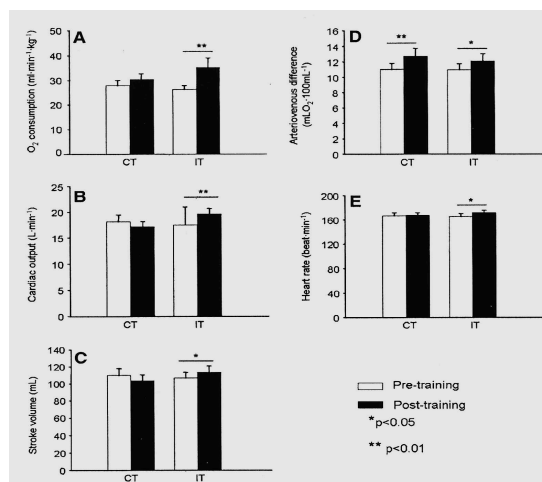 A
O₂ consumption (ml·min⁻¹·kg⁻¹)
50
40
30
20
10
0
**
CT
IT
B
Cardiac output (L·min⁻¹)
25
20
15
10
5
0
**
CT
IT
C
Stroke volume (mL)
120
100
80
60
40
20
0
*
CT
IT
D
Arteriovenous difference
(mLO₂·100mL⁻¹)
16
14
12
10
8
6
4
2
0
**
*
CT
IT
E
Heart rate (beat·min⁻¹)
200
160
120
80
40
0
*
CT
IT
Pre-training
Post-training
*p<0.05
** p<0.01